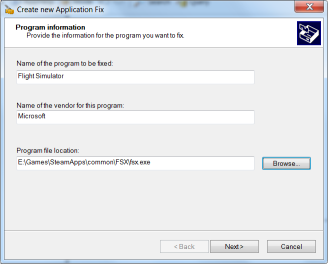 Create new Application Fix
Program information
Provide the information for the program you want to fix.
Name of the program to be fixed:
Flight Simulator
Name of the vendor for this program:
Microsoft
Program file location:
E:\Games\SteamApps\common\FSX\fsx.exe
Browse...
< Back
Next >
Cancel